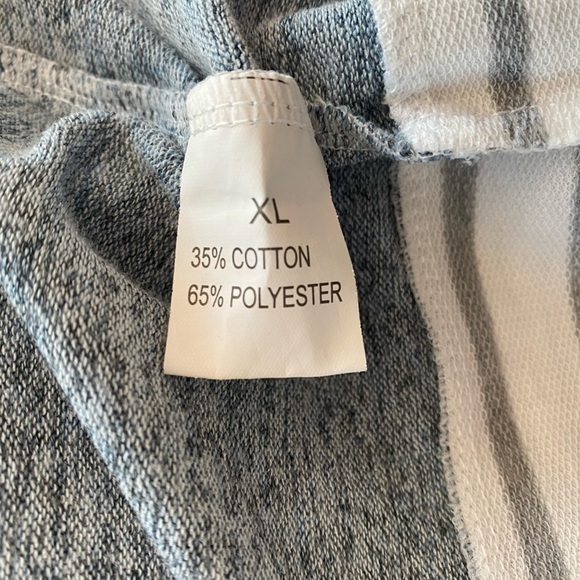 XL
35% COTTON
65% POLYESTER